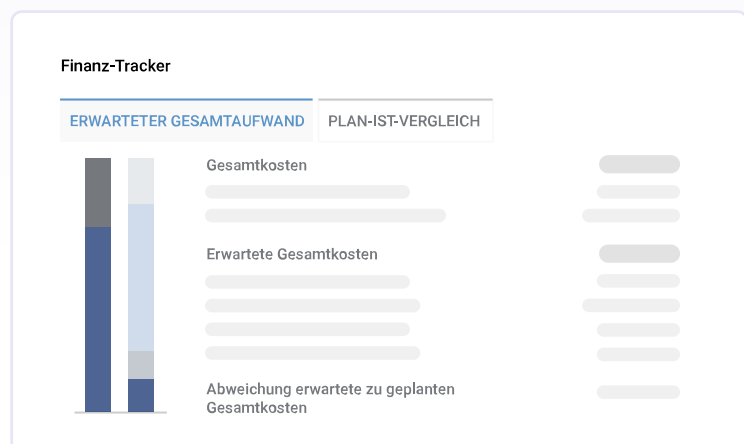 Finanz-Tracker
ERWARTETER GESAMTAUFWAND PLAN-IST-VERGLEICH
Gesamtkosten
Erwartete Gesamtkosten
Abweichung erwartete zu geplanten
Gesamtkosten